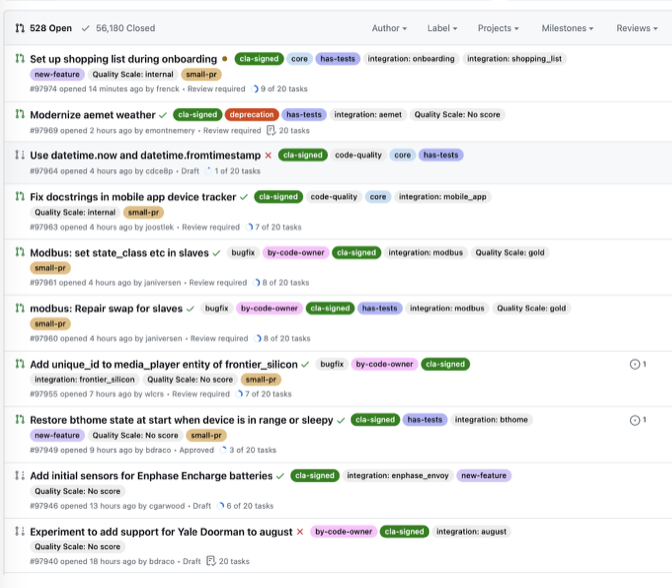 528 Open 56,180 Closed Author Label Projects Milestones Reviews
Set up shopping list during onboarding cla-signed core has-tests integration: onboarding integration: shopping_list
new-feature Quality Scale: internal small-pr
#97974 opened 14 minutes ago by frenck • Review required 9 of 20 tasks
Modernize aemet weather cla-signed deprecation has-tests integration: aemet Quality Scale: No score
#97969 opened 2 hours ago by emontnemery • Review required 20 tasks
Use datetime.now and datetime.fromtimestamp cla-signed code-quality core has-tests
#97964 opened 4 hours ago by cdce8p • Draft 1 of 20 tasks
Fix docstrings in mobile app device tracker cla-signed code-quality core integration: mobile_app
Quality Scale: internal small-pr
#97963 opened 4 hours ago by joostlek • Review required 7 of 20 tasks
Modbus: set state_class etc in slaves bugfix by-code-owner cla-signed integration: modbus Quality Scale: gold
small-pr
#97961 opened 4 hours ago by janiversen • Review required 8 of 20 tasks
modbus: Repair swap for slaves bugfix by-code-owner cla-signed has-tests integration: modbus Quality Scale: gold
small-pr
#97960 opened 4 hours ago by janiversen • Review required 8 of 20 tasks
Add unique_id to media_player entity of frontier_silicon bugfix by-code-owner cla-signed 1
integration: frontier_silicon Quality Scale: No score small-pr
#97955 opened 7 hours ago by wlcrs • Review required 7 of 20 tasks
Restore bthome state at start when device is in range or sleepy cla-signed has-tests integration: bthome 1
new-feature Quality Scale: No score small-pr
#97949 opened 9 hours ago by bdraco • Approved 3 of 20 tasks
Add initial sensors for Enphase Encharge batteries cla-signed integration: enphase_envoy new-feature
Quality Scale: No score
#97946 opened 13 hours ago by cgarwood • Draft 6 of 20 tasks
Experiment to add support for Yale Doorman to august by-code-owner cla-signed integration: august
Quality Scale: No score
#97940 opened 18 hours ago by bdraco • Draft 20 tasks